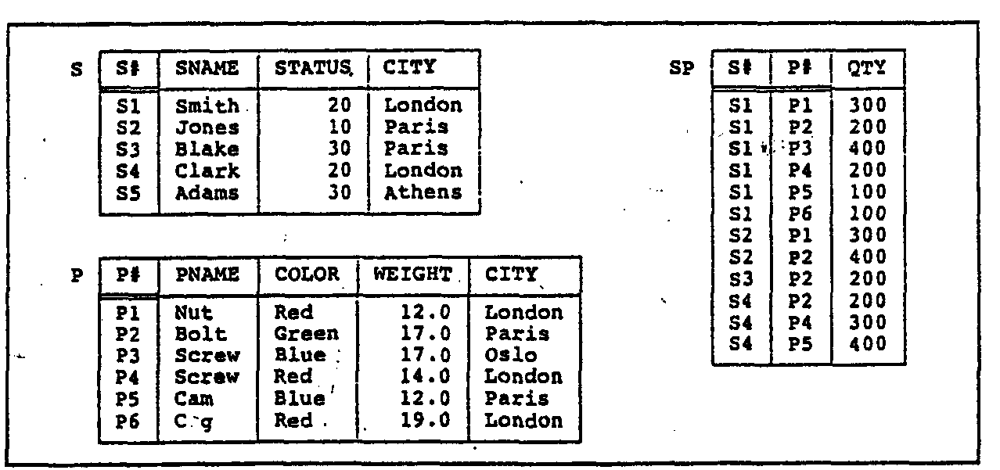 S S# SNAME STATUS CITY
S1 Smith 20 London
S2 Jones 10 Paris
S3 Blake 30 Paris
S4 Clark 20 London
S5 Adams 30 Athens
P P# PNAME COLOR WEIGHT CITY
P1 Nut Red 12.0 London
P2 Bolt Green 17.0 Paris
P3 Screw Blue 17.0 Oslo
P4 Screw Red 14.0 London
P5 Cam Blue 12.0 Paris
P6 Red 19.0 London
SP S# P# QTY
S1 P1 300
S1 P2 200
S1 P3 400
S1 P4 200
S1 P5 100
S1 P6 100
S2 P1 300
S2 P2 400
S3 P2 200
S4 P2 200
S4 P4 300
S4 P5 400